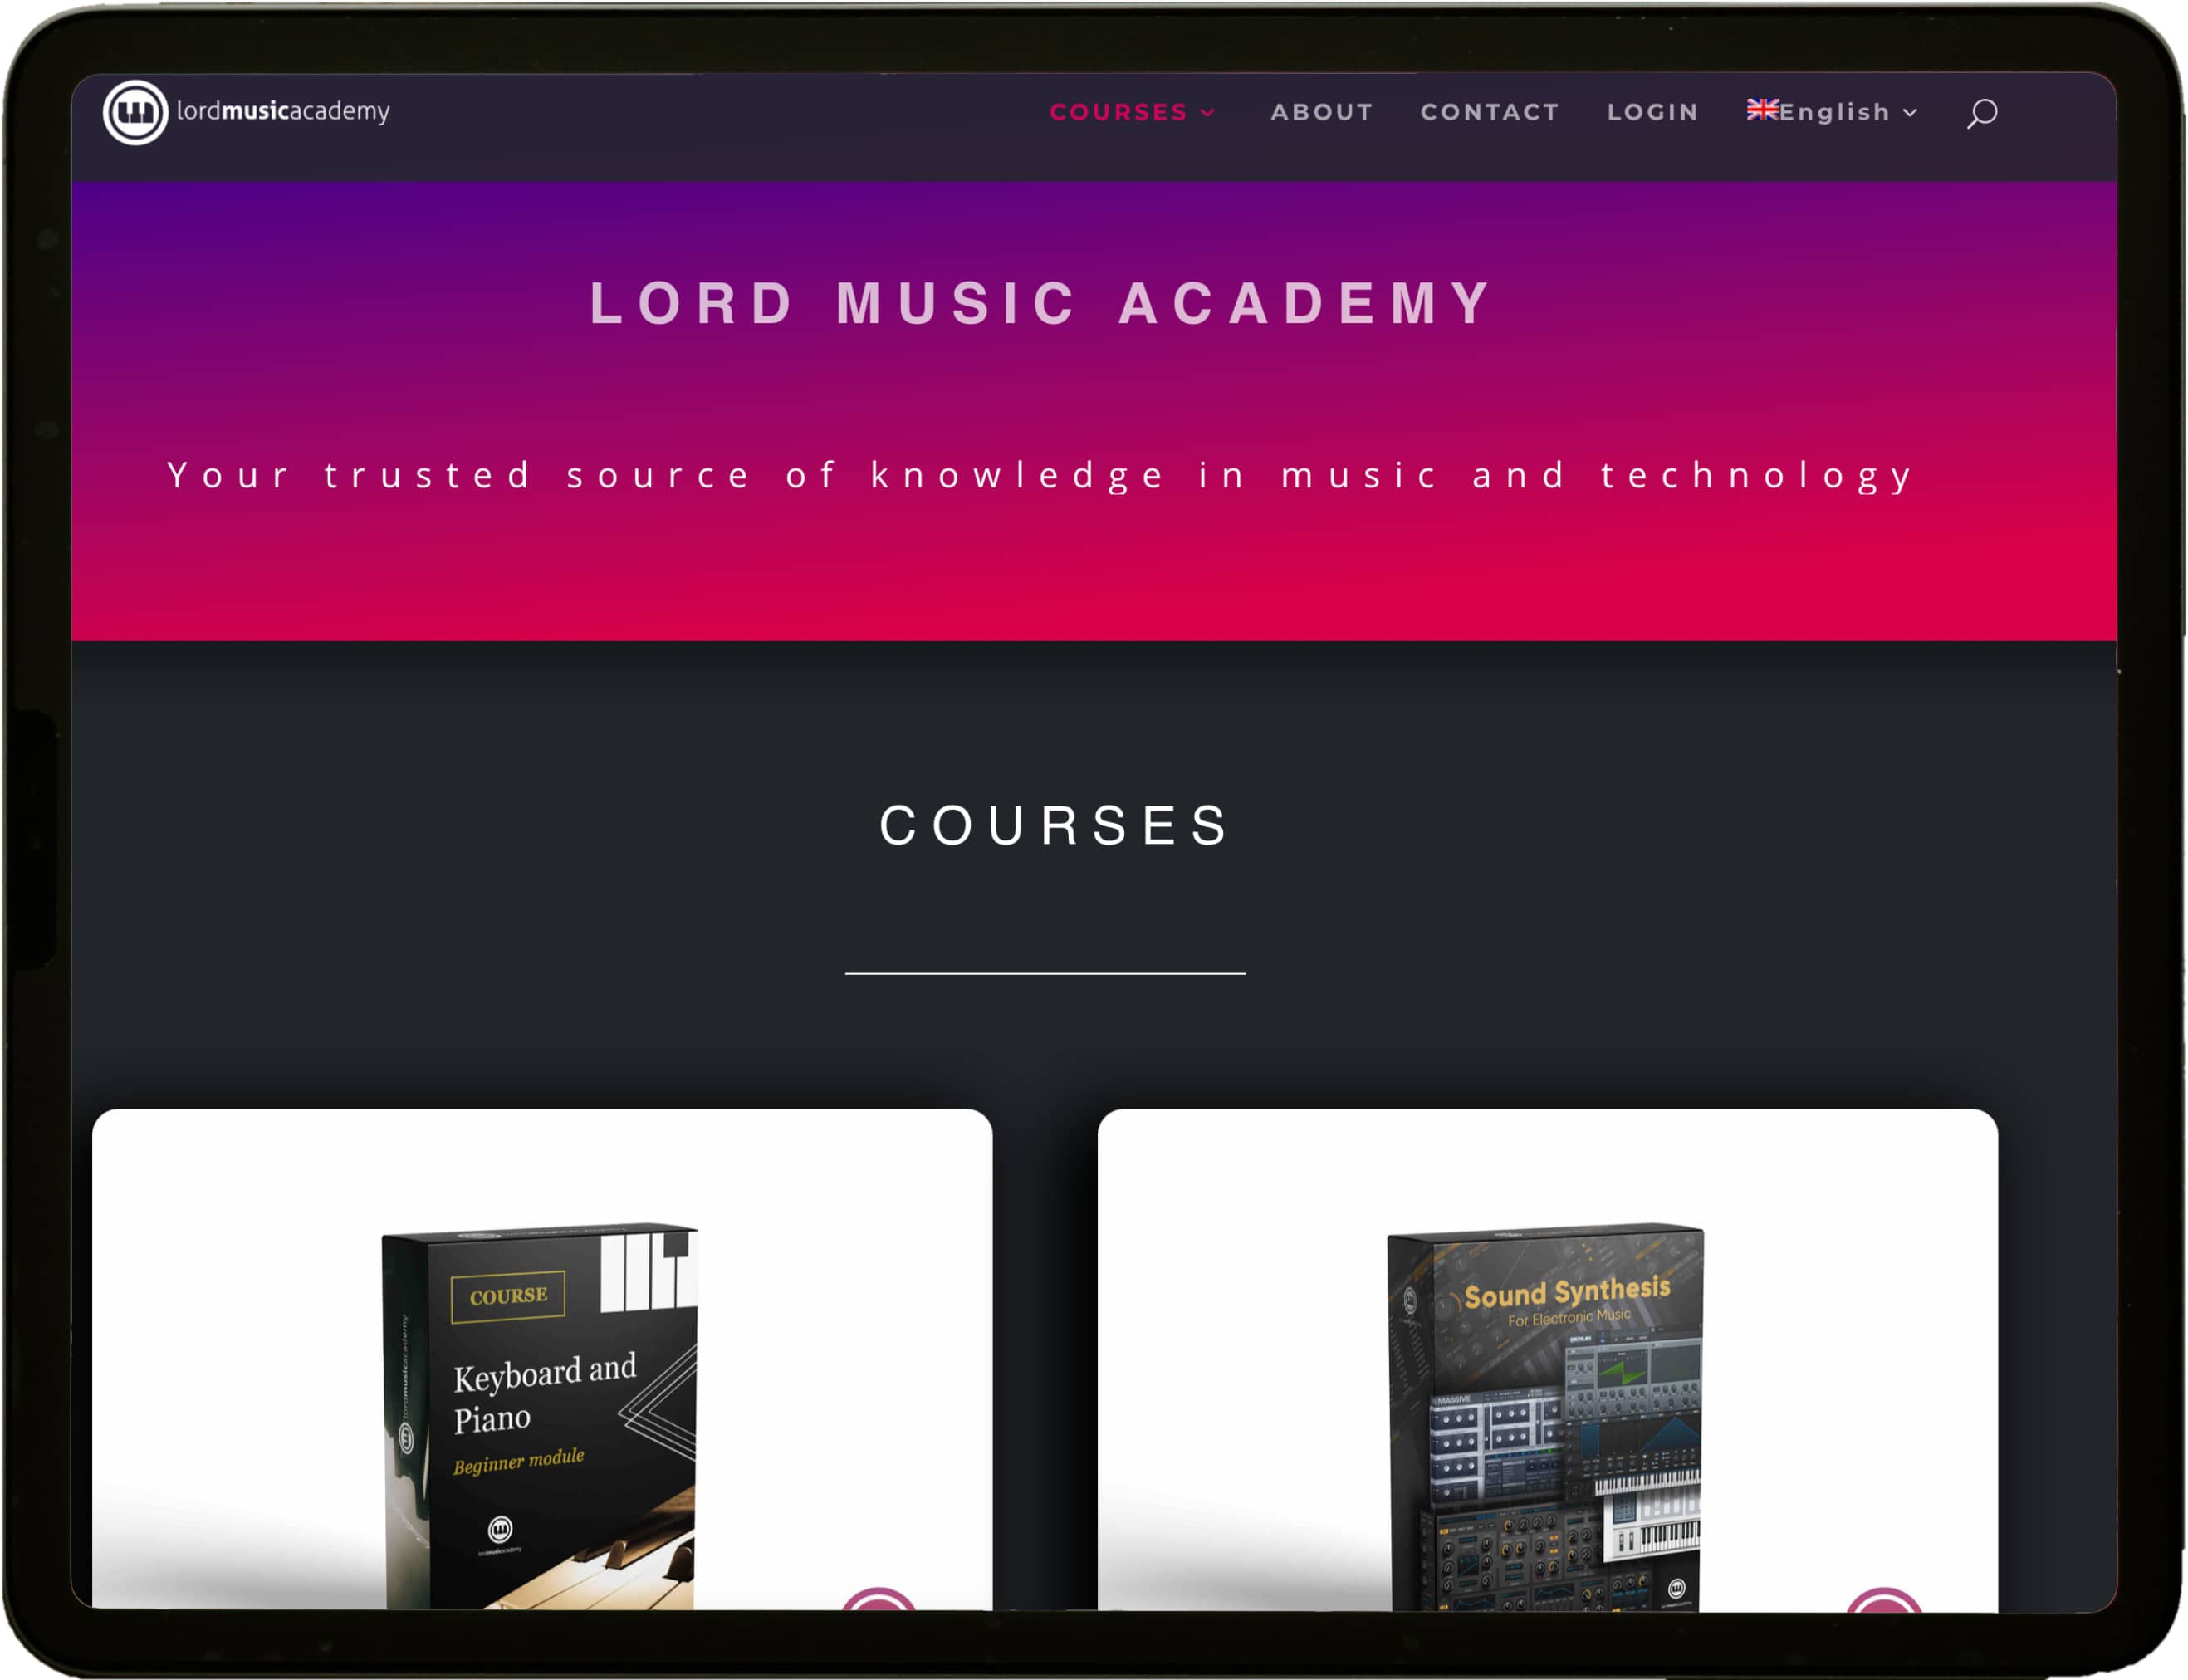 lordmusicacademy
COURSES ABOUT CONTACT LOGIN English
LORD MUSIC ACADEMY
Your trusted source of knowledge in music and technology
COURSES
COURSE
Keyboard and
Piano
Beginner module
lordmusicacademy
lordmusicacademy
Sound Synthesis
For Electronic Music
MASSIVE